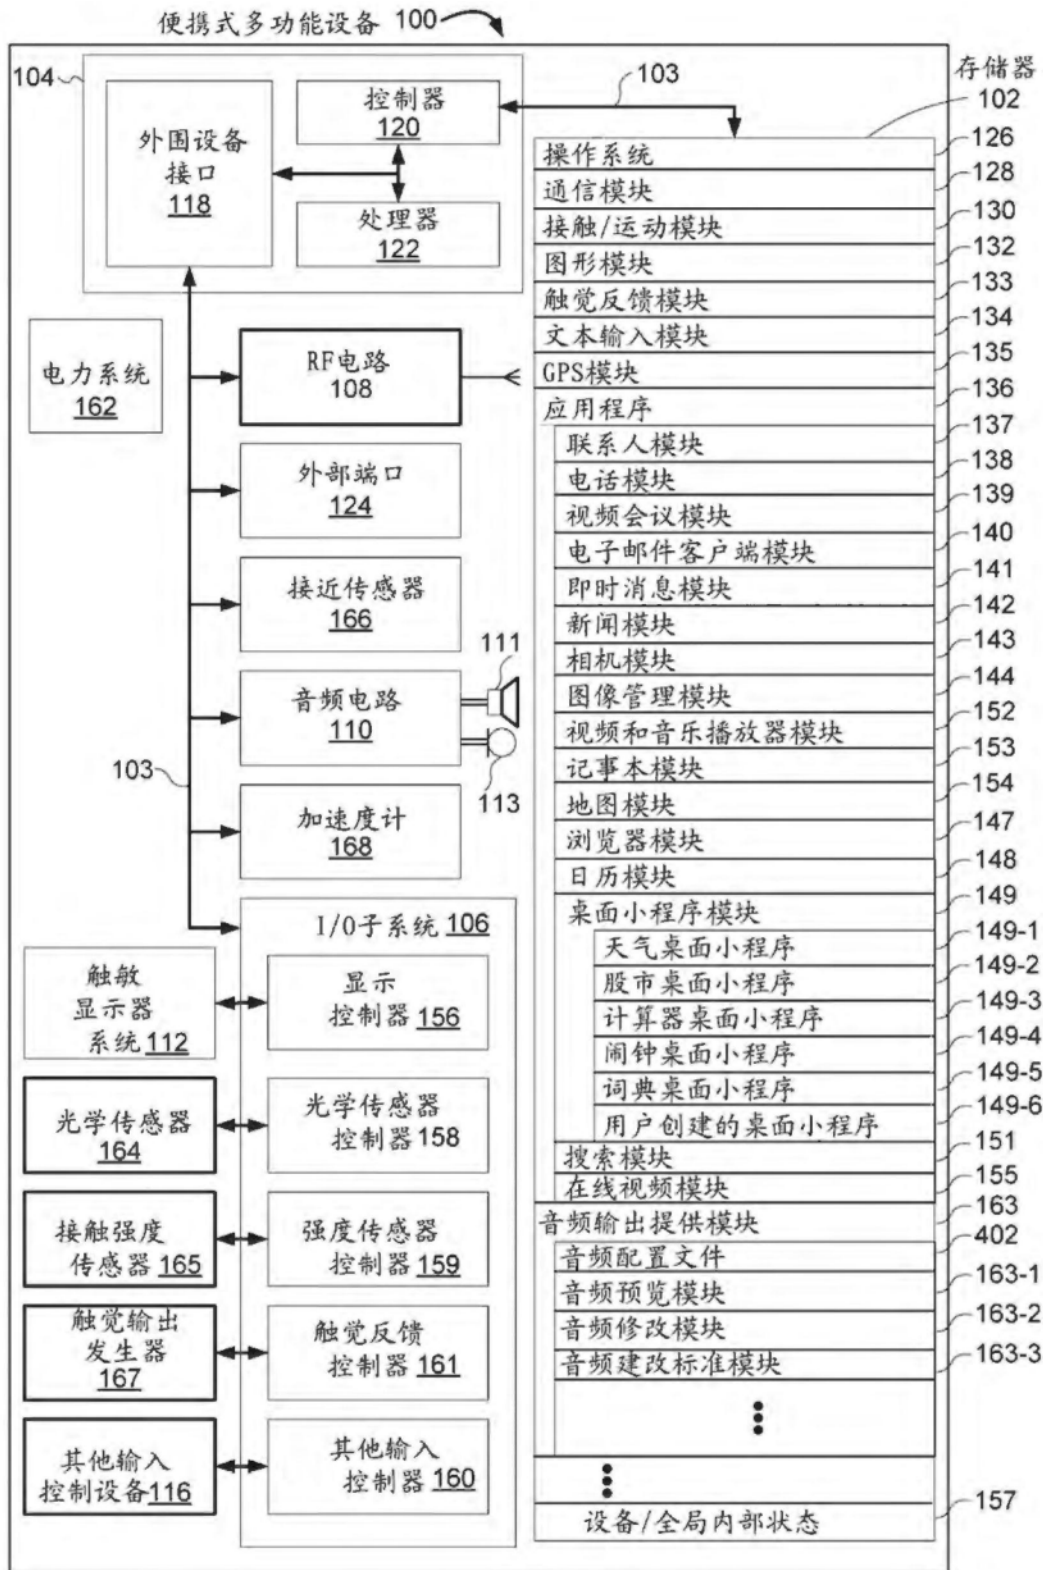 便携式多功能设备 100
104
外围设备
接口
118
控制器
120
处理器
122
103
存储器
102
电力系统
162
RF电路
108
外部端口
124
接近传感器
166
音频电路
110
111
113
103
加速度计
168
I/O子系统 106
触敏
显示器
系统 112
显示
控制器 156
光学传感器
164
光学传感器
控制器 158
接触强度
传感器 165
强度传感器
控制器 159
触觉输出
发生器
167
触觉反馈
控制器 161
其他输入
控制设备 116
其他输入
控制器 160
操作系统 126
通信模块 128
接触/运动模块 130
图形模块 132
触觉反馈模块 133
文本输入模块 134
GPS模块 135
应用程序 136
联系人模块 137
电话模块 138
视频会议模块 139
电子邮件客户端模块 140
即时消息模块 141
新闻模块 142
相机模块 143
图像管理模块 144
视频和音乐播放器模块 152
记事本模块 153
地图模块 154
浏览器模块 147
日历模块 148
桌面小程序模块 149
天气桌面小程序 149-1
股市桌面小程序 149-2
计算器桌面小程序 149-3
闹钟桌面小程序 149-4
词典桌面小程序 149-5
用户创建的桌面小程序 149-6
搜索模块 151
在线视频模块 155
音频输出提供模块 163
音频配置文件 402
音频预览模块 163-1
音频修改模块 163-2
音频建改标准模块 163-3
设备/全局内部状态 157